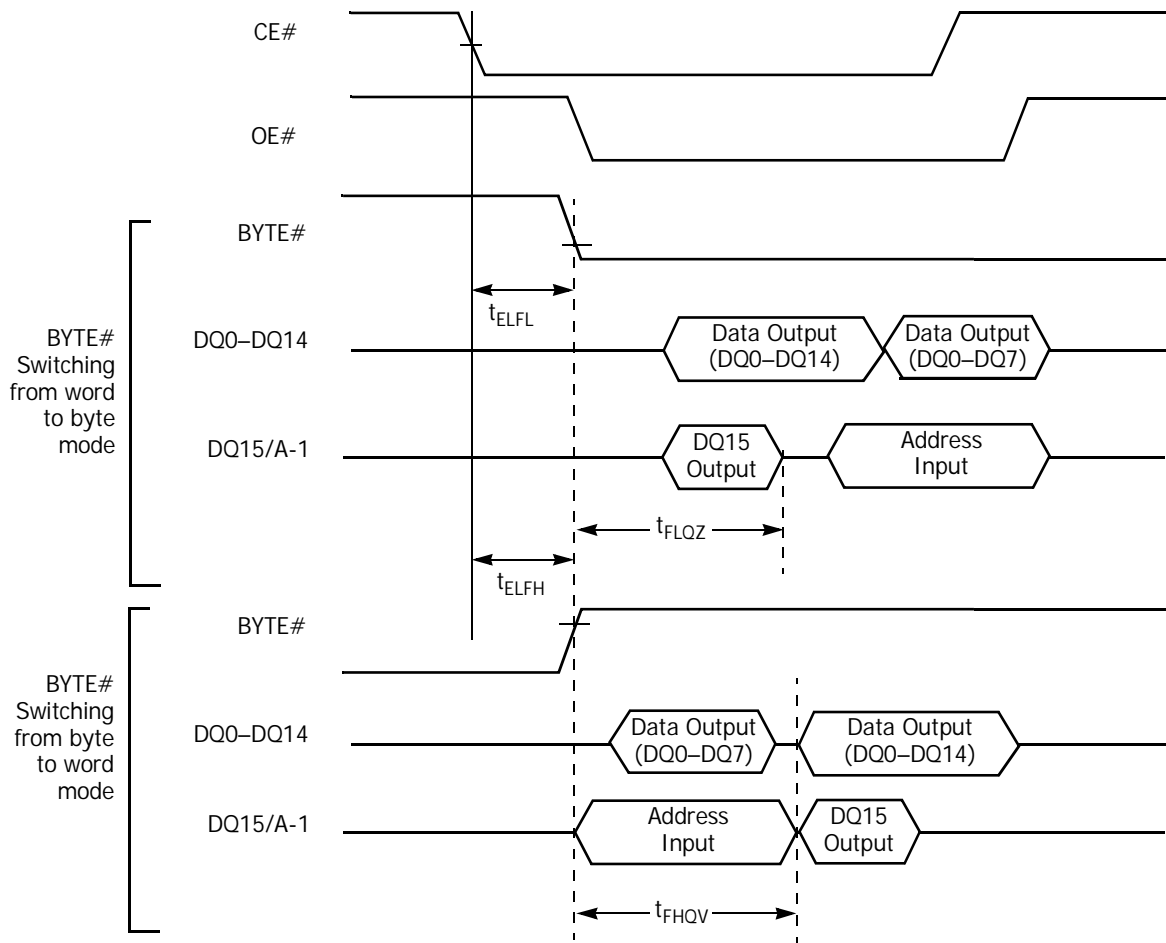 CE#
OE#
BYTE#
Switching
from word
to byte
mode
BYTE#
tELFL
DQ0–DQ14
Data Output
(DQ0–DQ14)
Data Output
(DQ0–DQ7)
DQ15/A-1
DQ15
Output
Address
Input
tFLQZ
tELFH
BYTE#
Switching
from byte
to word
mode
BYTE#
DQ0–DQ14
Data Output
(DQ0–DQ7)
Data Output
(DQ0–DQ14)
DQ15/A-1
Address
Input
DQ15
Output
tFHQV